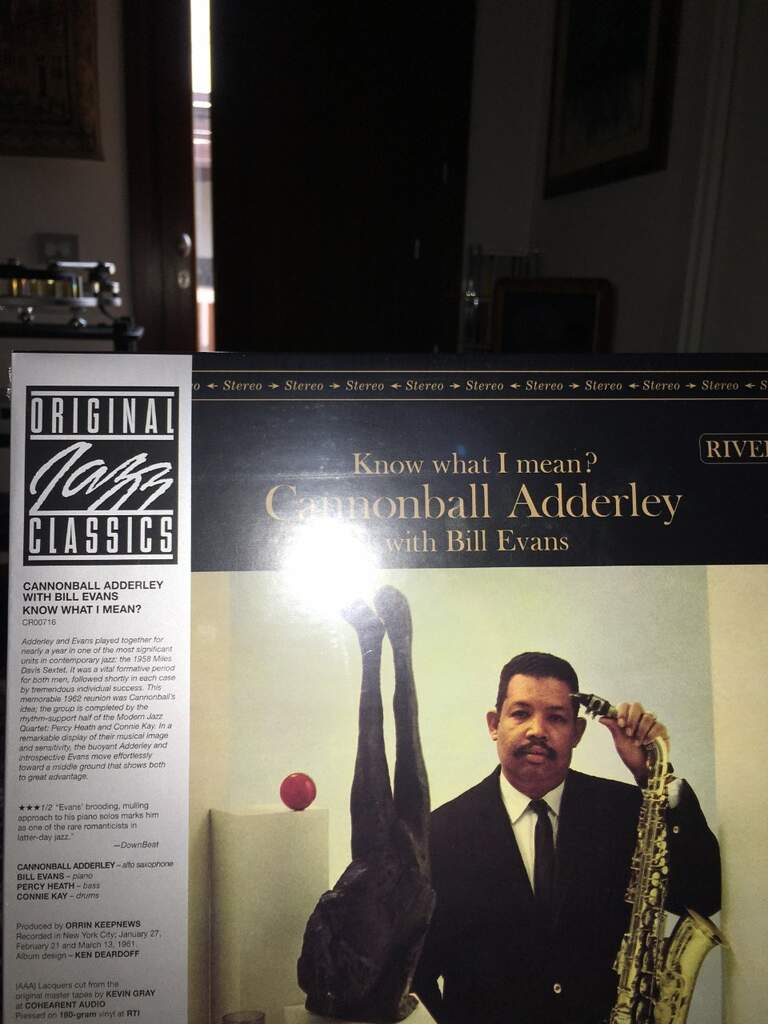 ORIGINAL
Jazz
CLASSICS
CANNONBALL ADDERLEY
WITH BILL EVANS
KNOW WHAT I MEAN?
CR00716
Adderley and Evans played together for
nearly a year in one of the most significant
units in contemporary jazz: the 1958 Miles
Davis Sextet. It was a vital formative period
for both men, followed shortly in each case
by tremendous individual success. This
memorable 1962 reunion was Cannonball's
idea; the group is completed by the
rhythm-support half of the Modern Jazz
Quartet: Percy Heath and Connie Kay. In a
remarkable display of their musical image
and sensitivity, the buoyant Adderley and
introspective Evans move effortlessly
toward a middle ground that shows both
to great advantage.
★★★1/2 "Evans' brooding, mulling
approach to his piano solos marks him
as one of the rare romanticists in
latter-day jazz."
—DownBeat
CANNONBALL ADDERLEY – alto saxophone
BILL EVANS – piano
PERCY HEATH – bass
CONNIE KAY – drums
Produced by ORRIN KEEPNEWS
Recorded in New York City; January 27,
February 21 and March 13, 1961.
Album design – KEN DEARDOFF
(AAA) Lacquers cut from the
original master tapes by KEVIN GRAY
at COHEARENT AUDIO
Pressed on 180-gram vinyl at RTI
o ← Stereo → Stereo → Stereo ← Stereo → Stereo ← Stereo → Stereo ← Stereo → Stereo ← S
Know what I mean?
RIVE
Cannonball Adderley
with Bill Evans